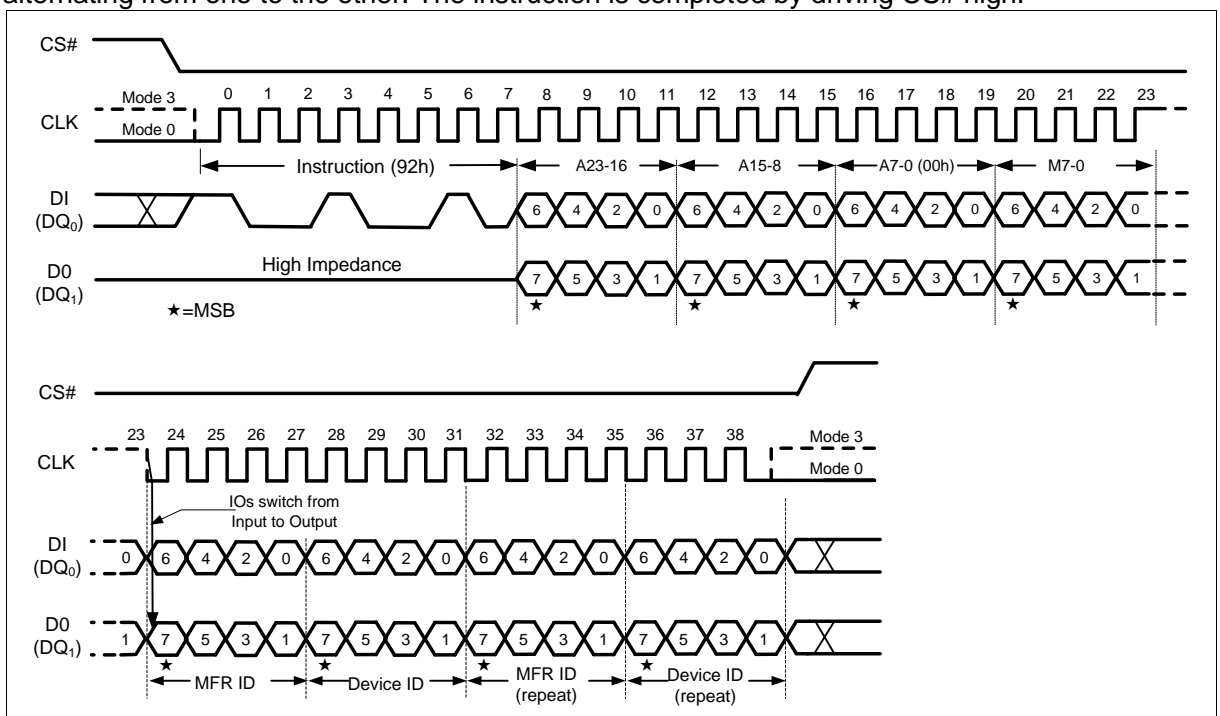 alternating from one to the other. The instruction is completed by driving CS# high.
CS#
Mode 3
CLK
Mode 0
0 1 2 3 4 5 6 7 8 9 10 11 12 13 14 15 16 17 18 19 20 21 22 23
Instruction (92h) A23-16 A15-8 A7-0 (00h) M7-0
DI
(DQ0)
6 4 2 0 6 4 2 0 6 4 2 0 6 4 2 0
High Impedance
D0
(DQ1)
7 5 3 1 7 5 3 1 7 5 3 1 7 5 3 1
★ ★ ★ ★
★=MSB
CS#
23 24 25 26 27 28 29 30 31 32 33 34 35 36 37 38
Mode 3
CLK
Mode 0
IOs switch from
Input to Output
DI
(DQ0)
0 6 4 2 0 6 4 2 0 6 4 2 0 6 4 2 0
D0
(DQ1)
1 7 5 3 1 7 5 3 1 7 5 3 1 7 5 3 1
★ ★ ★ ★
MFR ID Device ID MFR ID
(repeat)
Device ID
(repeat)